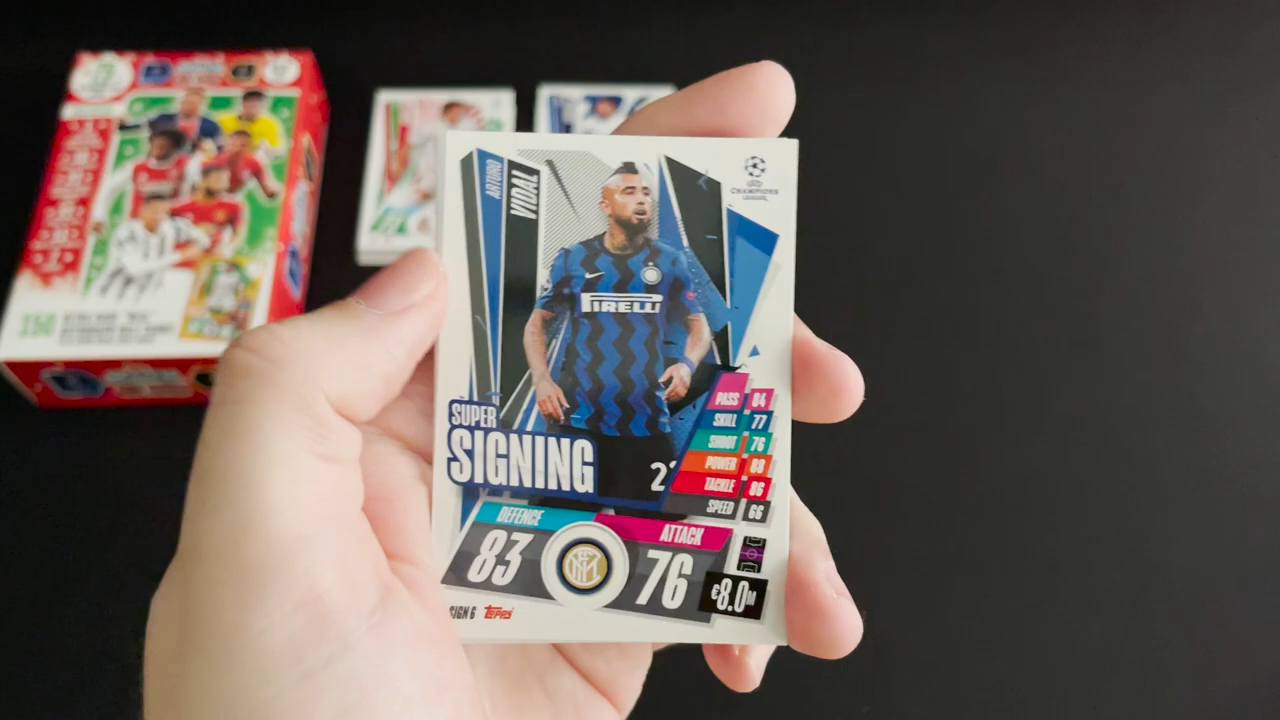 ARTURO
VIDAL
CHAMPIONS
LEAGUE
PIRELLI
SUPER
SIGNING
22
PASS 84
SKILL 77
SHOOT 76
POWER 88
TACKLE 86
SPEED 66
DEFENCE
83
ATTACK
76
€8.0M
SIGN 6 Topps
150